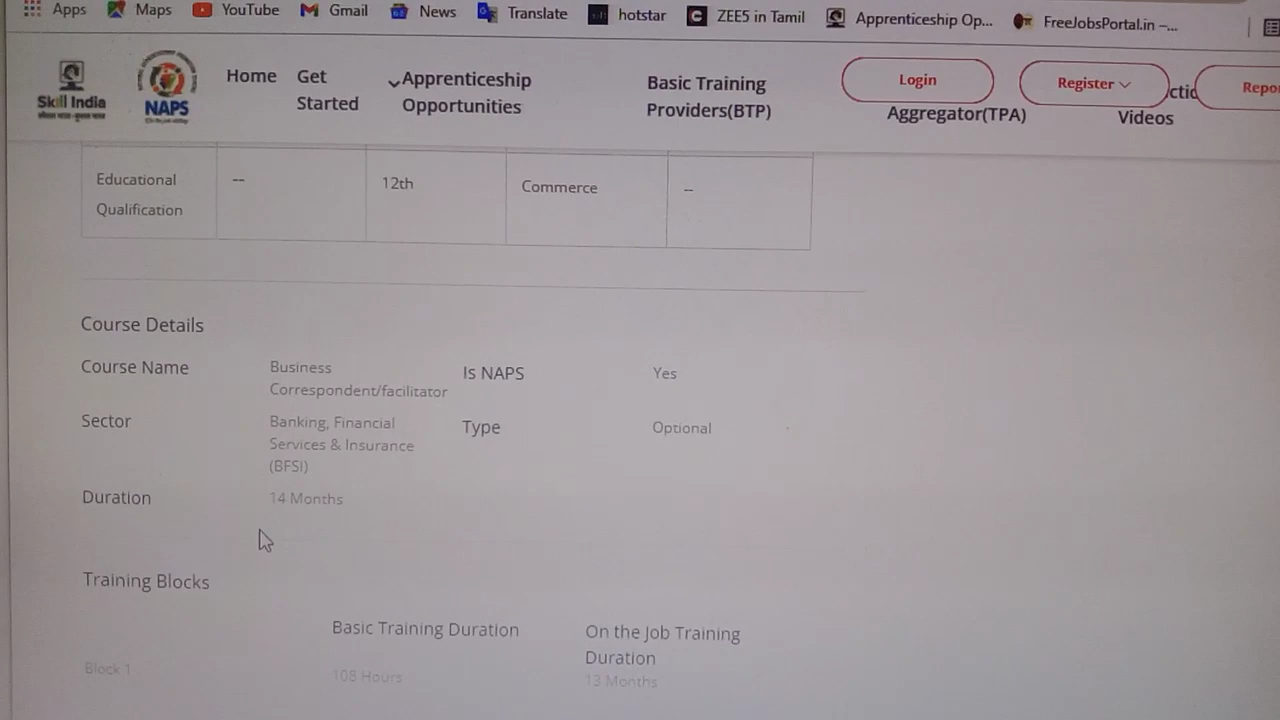 Apps Maps YouTube Gmail News Translate hotstar ZEE5 in Tamil Apprenticeship Op... FreeJobsPortal.in –...
Skill India
NAPS
Home
Get
Started
Apprenticeship
Opportunities
Basic Training
Providers(BTP)
Login
Aggregator(TPA)
Register
Videos
Educational
Qualification
--
12th
Commerce
--
Course Details
Course Name
Business
Correspondent/facilitator
Is NAPS
Yes
Sector
Banking, Financial
Services & Insurance
(BFSI)
Type
Optional
Duration
14 Months
Training Blocks
Basic Training Duration
On the Job Training
Duration
Block 1
108 Hours
13 Months